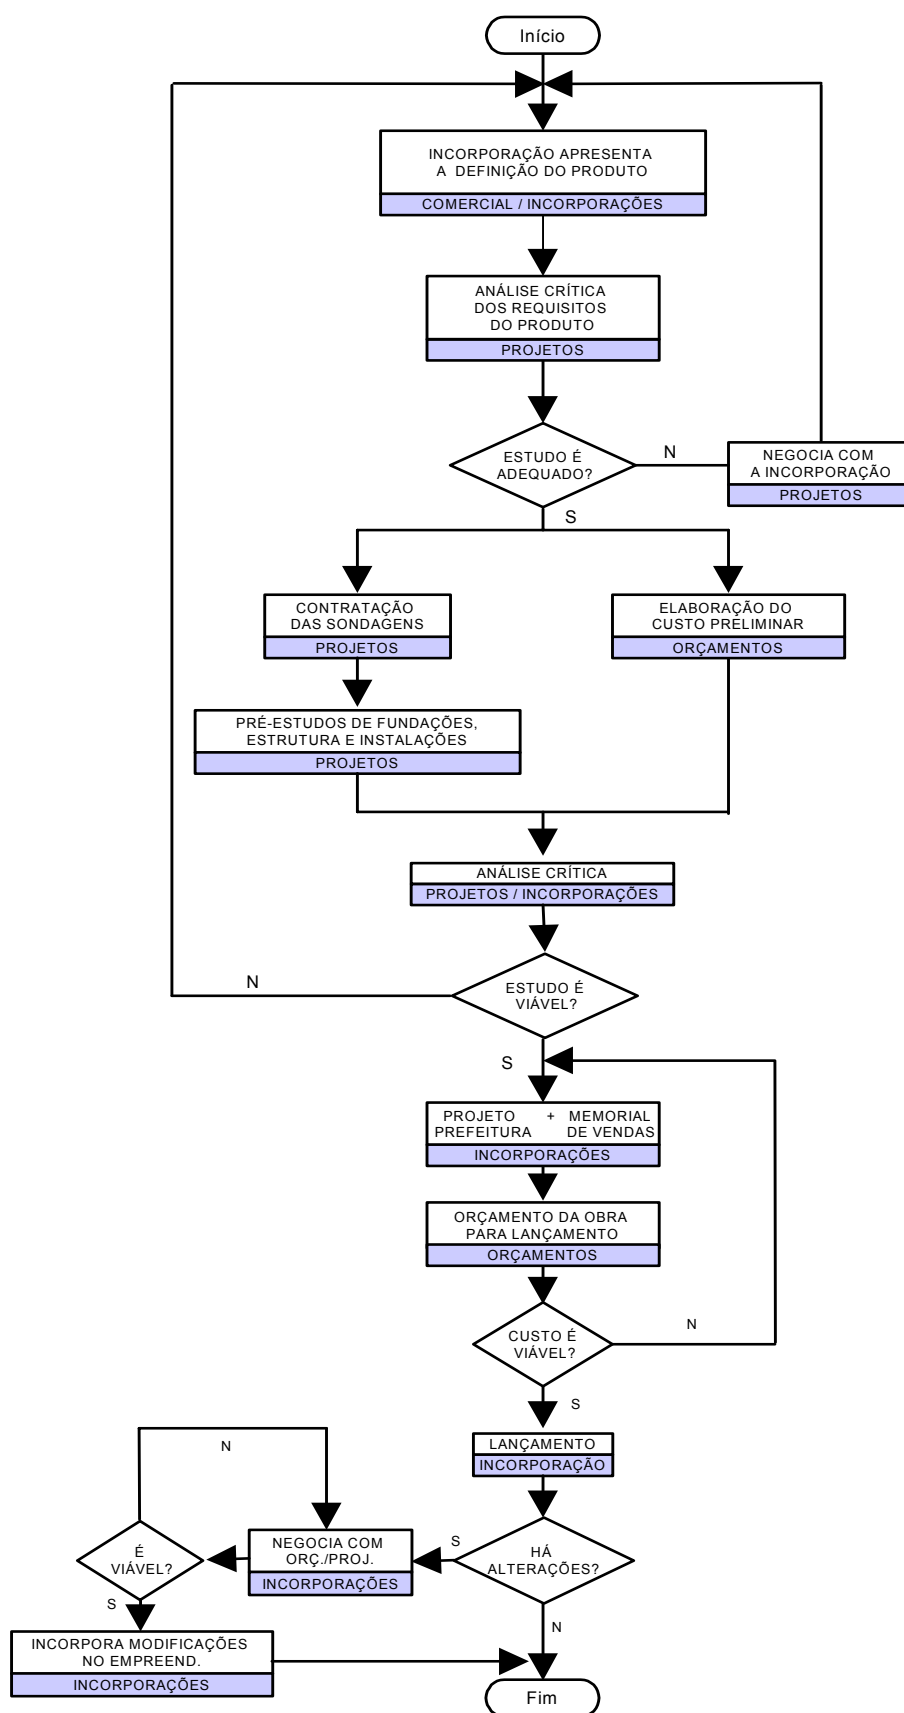 Início
INCORPORAÇÃO APRESENTA
A DEFINIÇÃO DO PRODUTO
COMERCIAL / INCORPORAÇÕES
ANÁLISE CRÍTICA
DOS REQUISITOS
DO PRODUTO
PROJETOS
ESTUDO É
ADEQUADO?
N
NEGOCIA COM
A INCORPORAÇÃO
PROJETOS
S
CONTRATAÇÃO
DAS SONDAGENS
PROJETOS
ELABORAÇÃO DO
CUSTO PRELIMINAR
ORÇAMENTOS
PRÉ-ESTUDOS DE FUNDAÇÕES,
ESTRUTURA E INSTALAÇÕES
PROJETOS
ANÁLISE CRÍTICA
PROJETOS / INCORPORAÇÕES
N
ESTUDO É
VIÁVEL?
S
PROJETO + MEMORIAL
PREFEITURA DE VENDAS
INCORPORAÇÕES
ORÇAMENTO DA OBRA
PARA LANÇAMENTO
ORÇAMENTOS
CUSTO É
VIÁVEL?
N
S
LANÇAMENTO
INCORPORAÇÃO
N
HÁ
ALTERAÇÕES?
S
NEGOCIA COM
ORÇ./PROJ.
INCORPORAÇÕES
É
VIÁVEL?
S
N
INCORPORA MODIFICAÇÕES
NO EMPREEND.
INCORPORAÇÕES
Fim